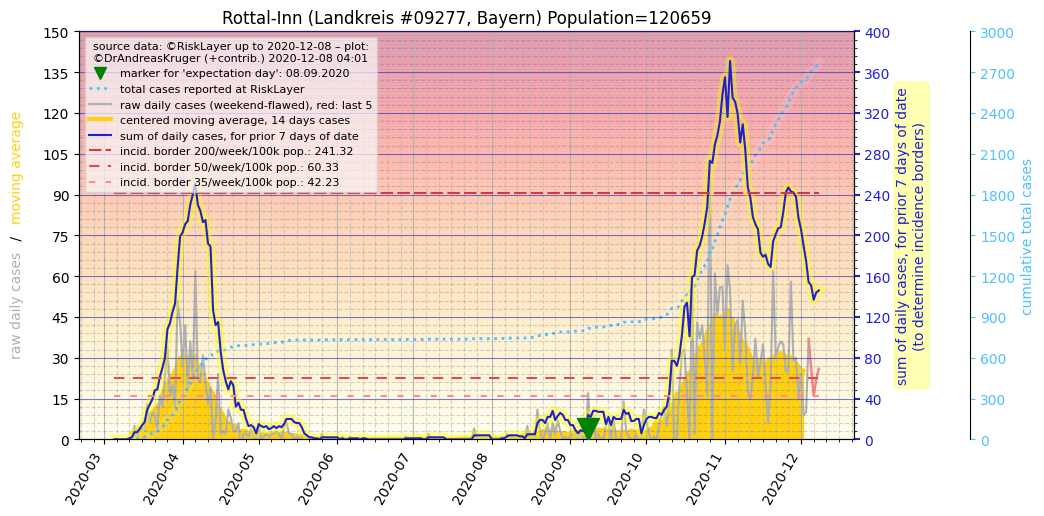 Rottal-Inn (Landkreis #09277, Bayern) Population=120659
source data: ©RiskLayer up to 2020-12-08 – plot:
©DrAndreasKruger (+contrib.) 2020-12-08 04:01
marker for 'expectation day': 08.09.2020
total cases reported at RiskLayer
raw daily cases (weekend-flawed), red: last 5
centered moving average, 14 days cases
sum of daily cases, for prior 7 days of date
incid. border 200/week/100k pop.: 241.32
incid. border 50/week/100k pop.: 60.33
incid. border 35/week/100k pop.: 42.23
raw daily cases / moving average
150
135
120
105
90
75
60
45
30
15
0
2020-03
2020-04
2020-05
2020-06
2020-07
2020-08
2020-09
2020-10
2020-11
2020-12
400
360
320
280
240
200
160
120
80
40
0
sum of daily cases, for prior 7 days of date
(to determine incidence borders)
3000
2700
2400
2100
1800
1500
1200
900
600
300
0
cumulative total cases